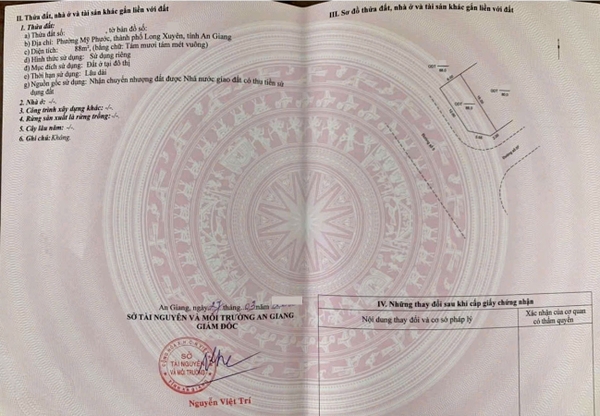 II. Thửa đất, nhà ở và tài sản khác gắn liền với đất
1. Thửa đất:
a) Thửa đất số: , tờ bản đồ số:
b) Địa chỉ: Phường Mỹ Phước, thành phố Long Xuyên, tỉnh An Giang
c) Diện tích: 88m², (bằng chữ: Tám mươi tám mét vuông)
d) Hình thức sử dụng: Sử dụng riêng
đ) Mục đích sử dụng: Đất ở tại đô thị
e) Thời hạn sử dụng: Lâu dài
g) Nguồn gốc sử dụng: Nhận chuyển nhượng đất được Nhà nước giao đất có thu tiền sử
dụng đất
2. Nhà ở: -/-
3. Công trình xây dựng khác: -/-
4. Rừng sản xuất là rừng trồng: -/-
5. Cây lâu năm: -/-
6. Ghi chú: Không.
An Giang, ngày 27 tháng 03 năm
SỞ TÀI NGUYÊN VÀ MÔI TRƯỜNG AN GIANG
GIÁM ĐỐC
SỞ
TÀI NGUYÊN
VÀ MÔI TRƯỜNG
Nguyễn Việt Trí
III. Sơ đồ thửa đất, nhà ở và tài sản khác gắn liền với đất
IV. Những thay đổi sau khi cấp giấy chứng nhận
Nội dung thay đổi và cơ sở pháp lý
Xác nhận của cơ quan
có thẩm quyền